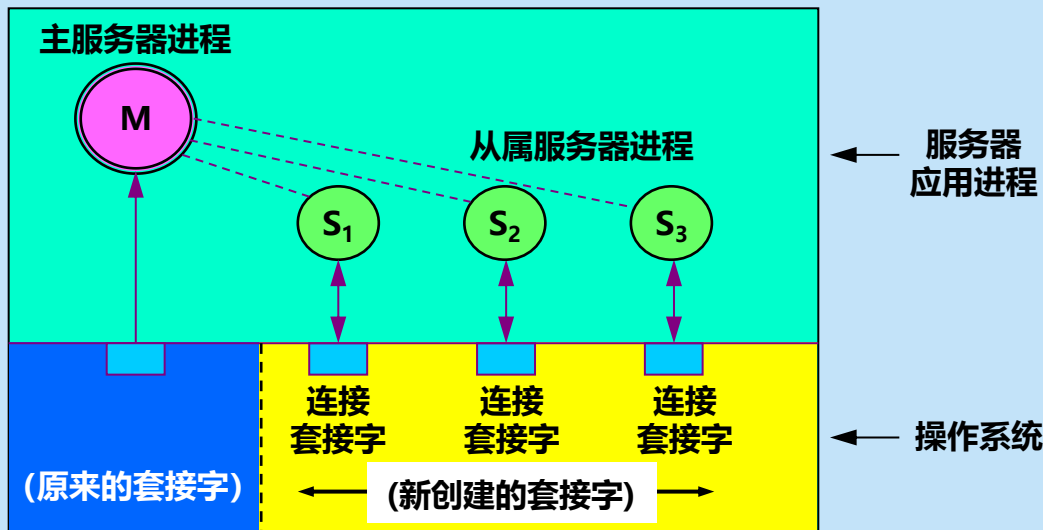 主服务器进程
M
从属服务器进程
服务器
应用进程
S₁
S₂
S₃
连接
套接字
连接
套接字
连接
套接字
操作系统
(原来的套接字)
(新创建的套接字)